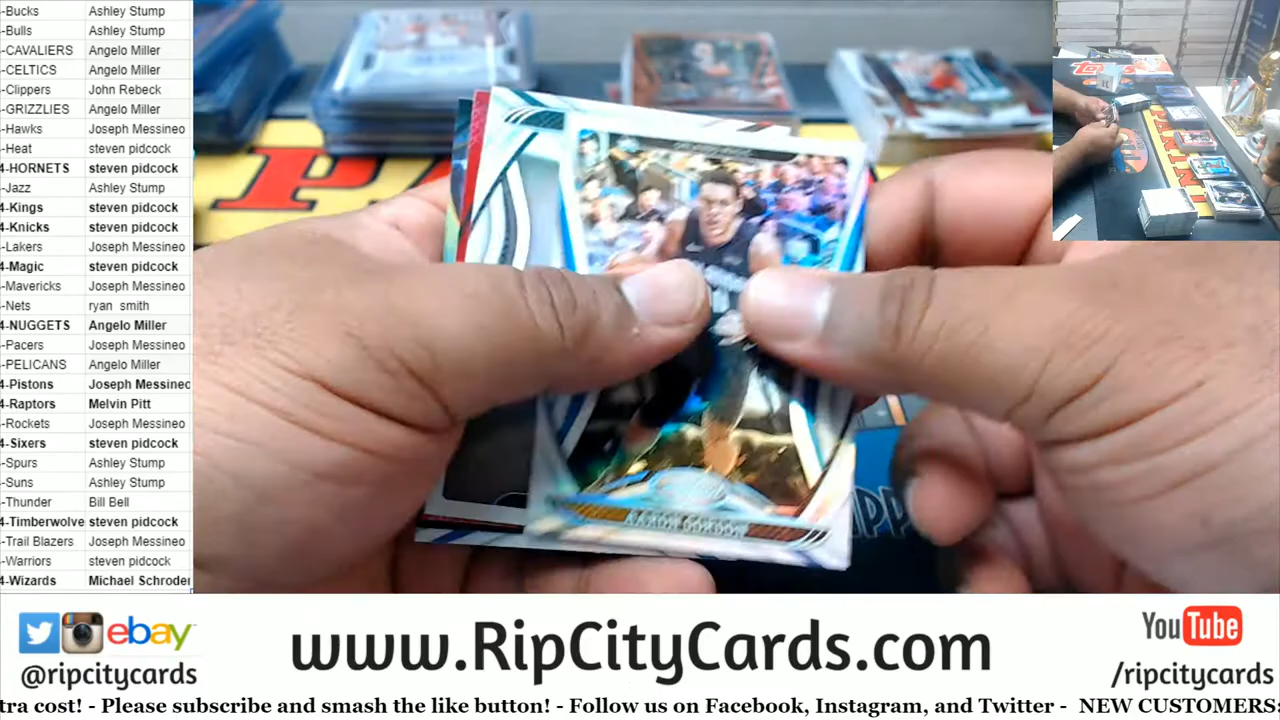 -Bucks Ashley Stump
-Bulls Ashley Stump
-CAVALIERS Angelo Miller
-CELTICS Angelo Miller
-Clippers John Rebeck
-GRIZZLIES Angelo Miller
-Hawks Joseph Messineo
-Heat steven pidcock
4-HORNETS steven pidcock
-Jazz Ashley Stump
4-Kings steven pidcock
4-Knicks steven pidcock
-Lakers Joseph Messineo
4-Magic steven pidcock
-Mavericks Joseph Messineo
-Nets ryan smith
4-NUGGETS Angelo Miller
-Pacers Joseph Messineo
-PELICANS Angelo Miller
4-Pistons Joseph Messineo
4-Raptors Melvin Pitt
-Rockets Joseph Messineo
4-Sixers steven pidcock
-Spurs Ashley Stump
-Suns Ashley Stump
-Thunder Bill Bell
4-Timberwolve steven pidcock
-Trail Blazers Joseph Messineo
-Warriors steven pidcock
4-Wizards Michael Schroder
AARON GORDON
ebay
@ripcitycards
www.RipCityCards.com
YouTube
/ripcitycards
tra cost! - Please subscribe and smash the like button! - Follow us on Facebook, Instagram, and Twitter - NEW CUSTOMERS: